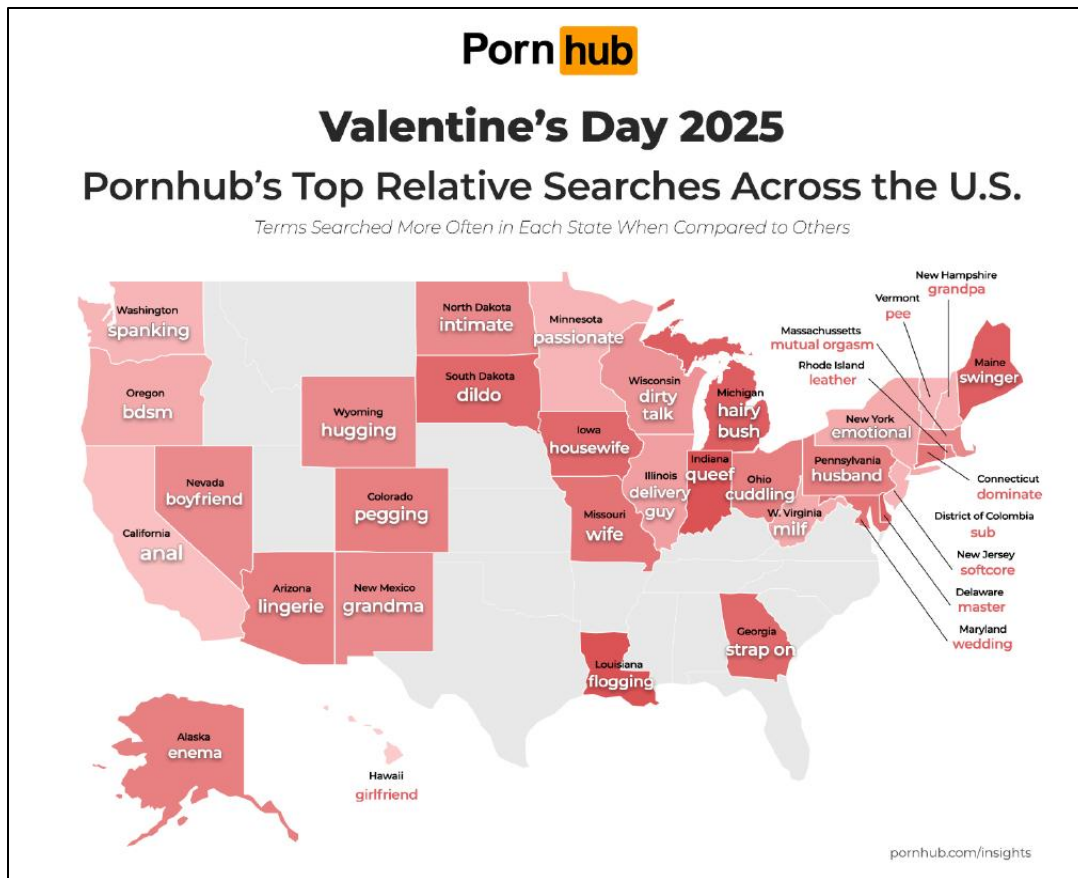 Porn hub
Valentine's Day 2025
Pornhub's Top Relative Searches Across the U.S.
Terms Searched More Often in Each State When Compared to Others
Washington
spanking
Oregon
bdsm
California
anal
Nevada
boyfriend
Arizona
lingerie
Wyoming
hugging
Colorado
pegging
New Mexico
grandma
North Dakota
intimate
South Dakota
dildo
Minnesota
passionate
Iowa
housewife
Missouri
wife
Wisconsin
dirty
talk
Illinois
delivery
guy
Michigan
hairy
bush
Indiana
queef
Ohio
cuddling
W. Virginia
milf
Pennsylvania
husband
New York
emotional
Louisiana
flogging
Georgia
strap on
Maine
swinger
New Hampshire
grandpa
Vermont
pee
Massachusetts
mutual orgasm
Rhode Island
leather
Connecticut
dominate
District of Colombia
sub
New Jersey
softcore
Delaware
master
Maryland
wedding
Alaska
enema
Hawaii
girlfriend
pornhub.com/insights